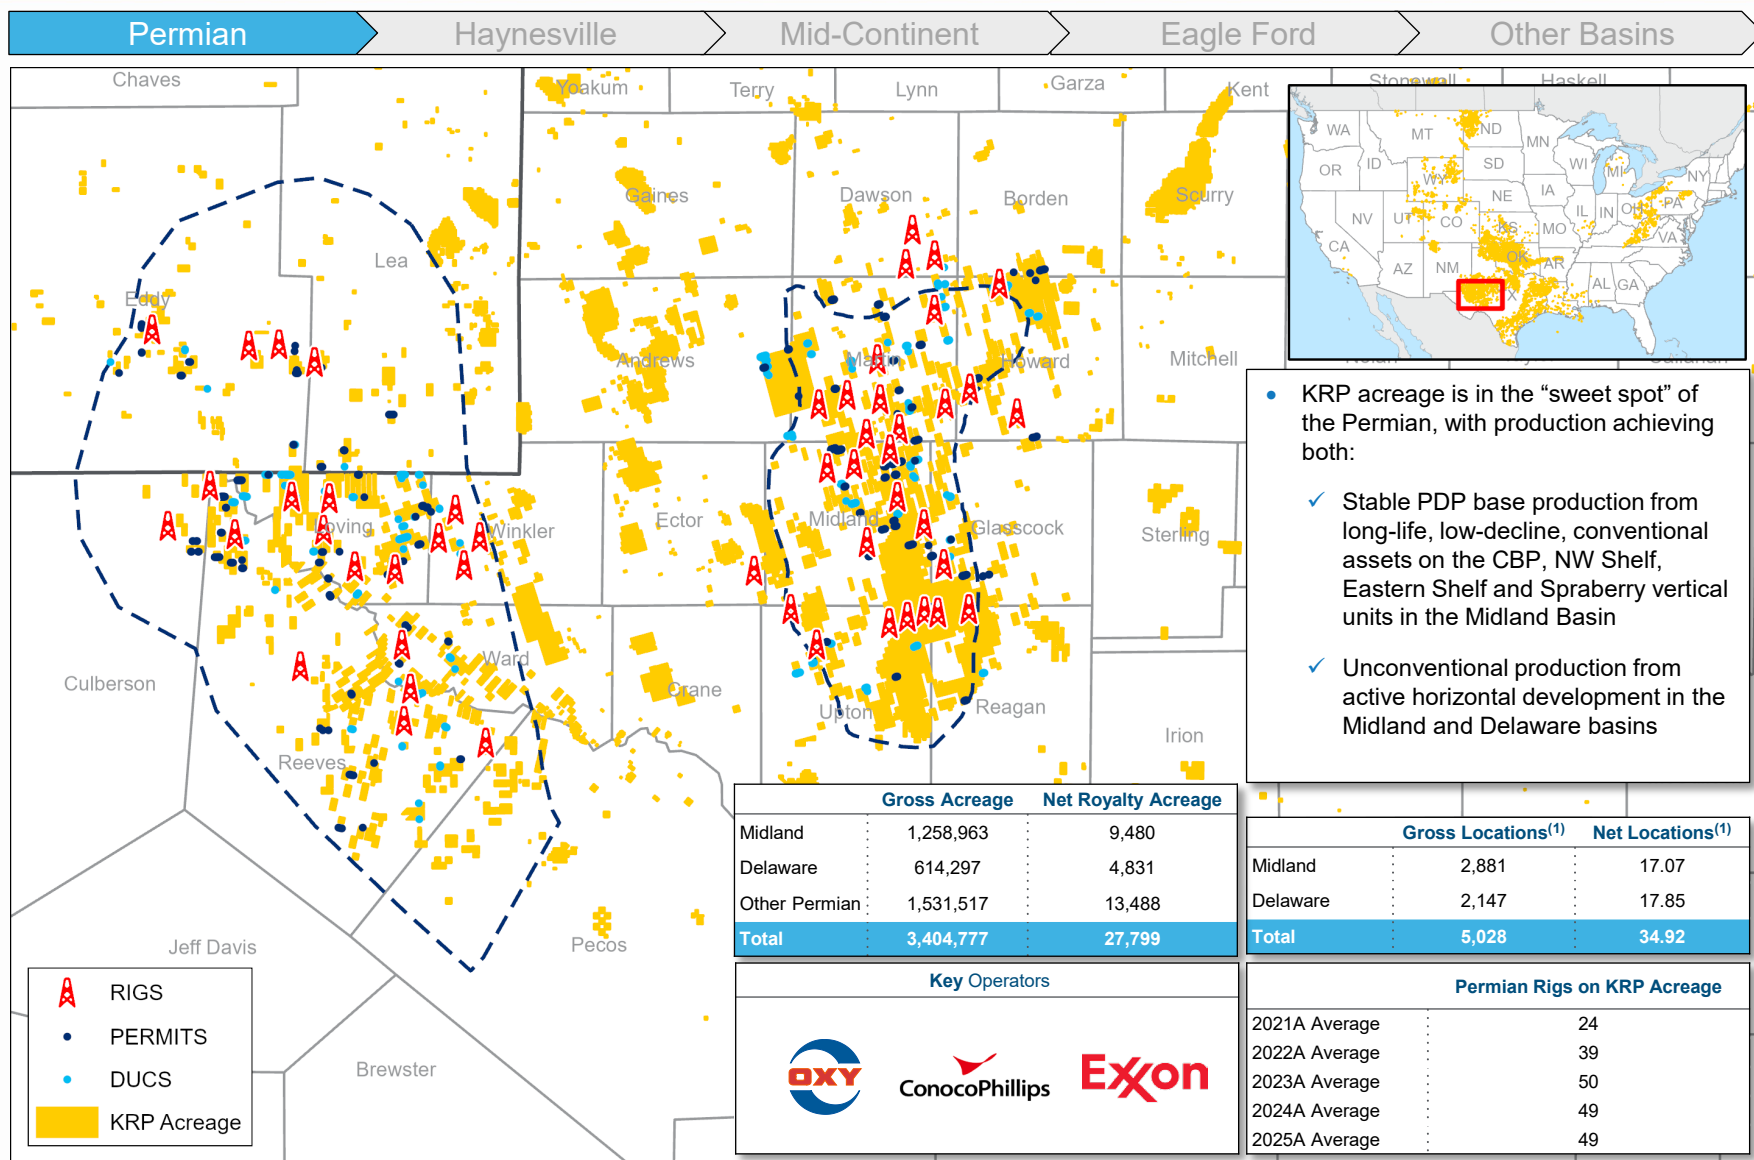 Permian
Haynesville
Mid-Continent
Eagle Ford
Other Basins
Chaves
Yoakum
Terry
Lynn
Garza
Kent
Stonewall
Haskell
Gaines
Dawson
Borden
Scurry
Lea
Eddy
Andrews
Martin
Howard
Mitchell
Loving
Winkler
Ector
Midland
Glasscock
Sterling
Culberson
Ward
Crane
Upton
Reagan
Irion
Reeves
Jeff Davis
Pecos
Brewster
WA
MT
ND
MN
OR
ID
SD
WI
MI
NY
WY
NE
IA
NV
UT
CO
IL
IN
OH
PA
KS
MO
VA
CA
AZ
NM
OK
AR
AL
GA
X
KRP acreage is in the “sweet spot” of
the Permian, with production achieving
both:
Stable PDP base production from
long-life, low-decline, conventional
assets on the CBP, NW Shelf,
Eastern Shelf and Spraberry vertical
units in the Midland Basin
Unconventional production from
active horizontal development in the
Midland and Delaware basins
Gross Acreage Net Royalty Acreage
Midland 1,258,963 9,480
Delaware 614,297 4,831
Other Permian 1,531,517 13,488
Total 3,404,777 27,799
Gross Locations(1) Net Locations(1)
Midland 2,881 17.07
Delaware 2,147 17.85
Total 5,028 34.92
Key Operators
OXY
ConocoPhillips
Exxon
Permian Rigs on KRP Acreage
2021A Average 24
2022A Average 39
2023A Average 50
2024A Average 49
2025A Average 49
RIGS
PERMITS
DUCS
KRP Acreage